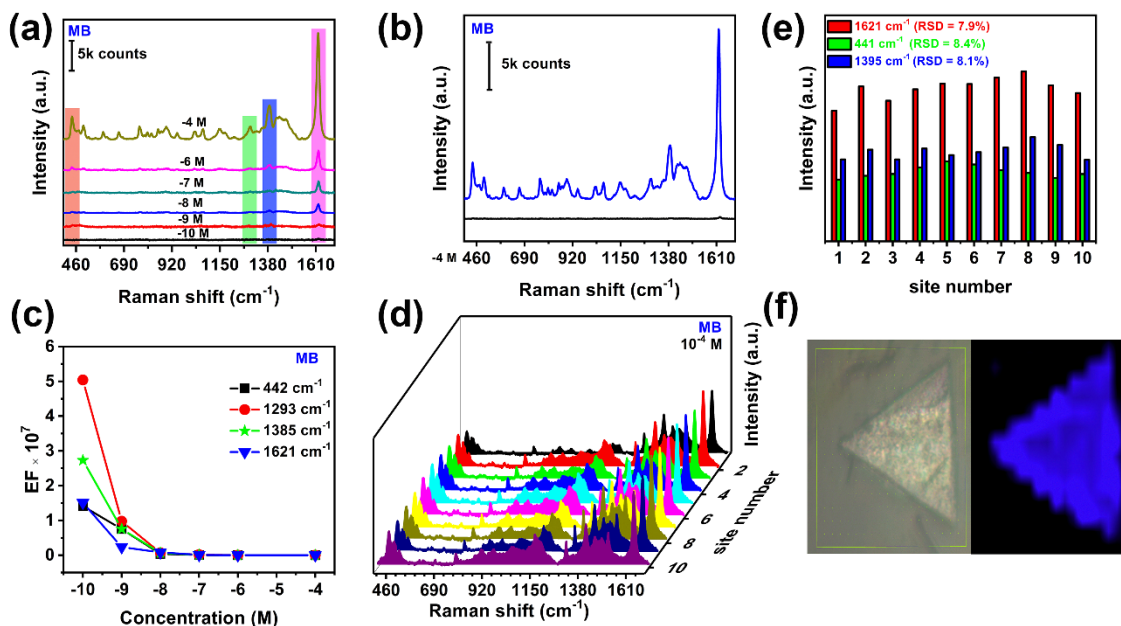 (a)
MB
5k counts
-4 M
-6 M
-7 M
-8 M
-9 M
-10 M
Intensity (a.u.)
460 690 920 1150 1380 1610
Raman shift (cm⁻¹)
(b)
MB
5k counts
Intensity (a.u.)
-4 M
460 690 920 1150 1380 1610
Raman shift (cm⁻¹)
(e)
1621 cm⁻¹ (RSD = 7.9%)
441 cm⁻¹ (RSD = 8.4%)
1395 cm⁻¹ (RSD = 8.1%)
Intensity (a.u.)
1 2 3 4 5 6 7 8 9 10
site number
(c)
MB
442 cm⁻¹
1293 cm⁻¹
1385 cm⁻¹
1621 cm⁻¹
EF × 10⁷
6
5
4
3
2
1
0
-10 -9 -8 -7 -6 -5 -4
Concentration (M)
(d)
MB
10⁻⁴ M
Intensity (a.u.)
2
4
6
8
10
site number
460 690 920 1150 1380 1610
Raman shift (cm⁻¹)
(f)